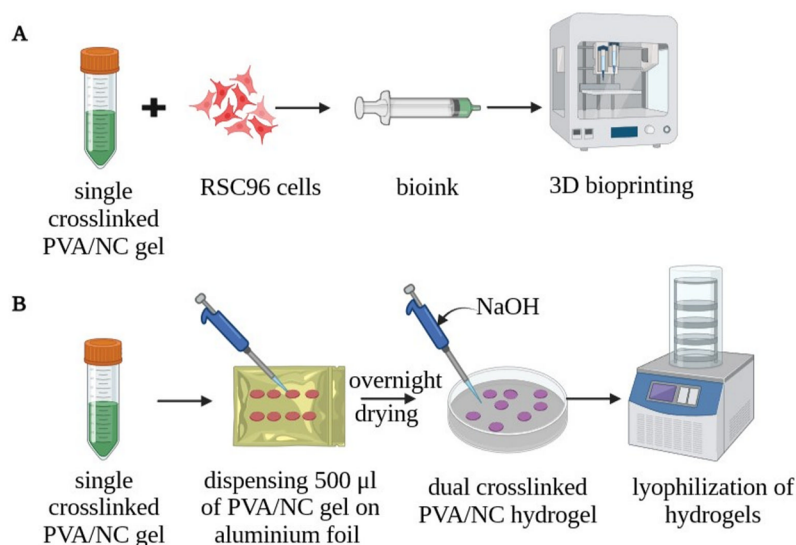 A
single
crosslinked
PVA/NC gel
RSC96 cells
bioink
3D bioprinting
B
NaOH
overnight
drying
single
crosslinked
PVA/NC gel
dispensing 500 μl
of PVA/NC gel on
aluminium foil
dual crosslinked
PVA/NC hydrogel
lyophilization of
hydrogels